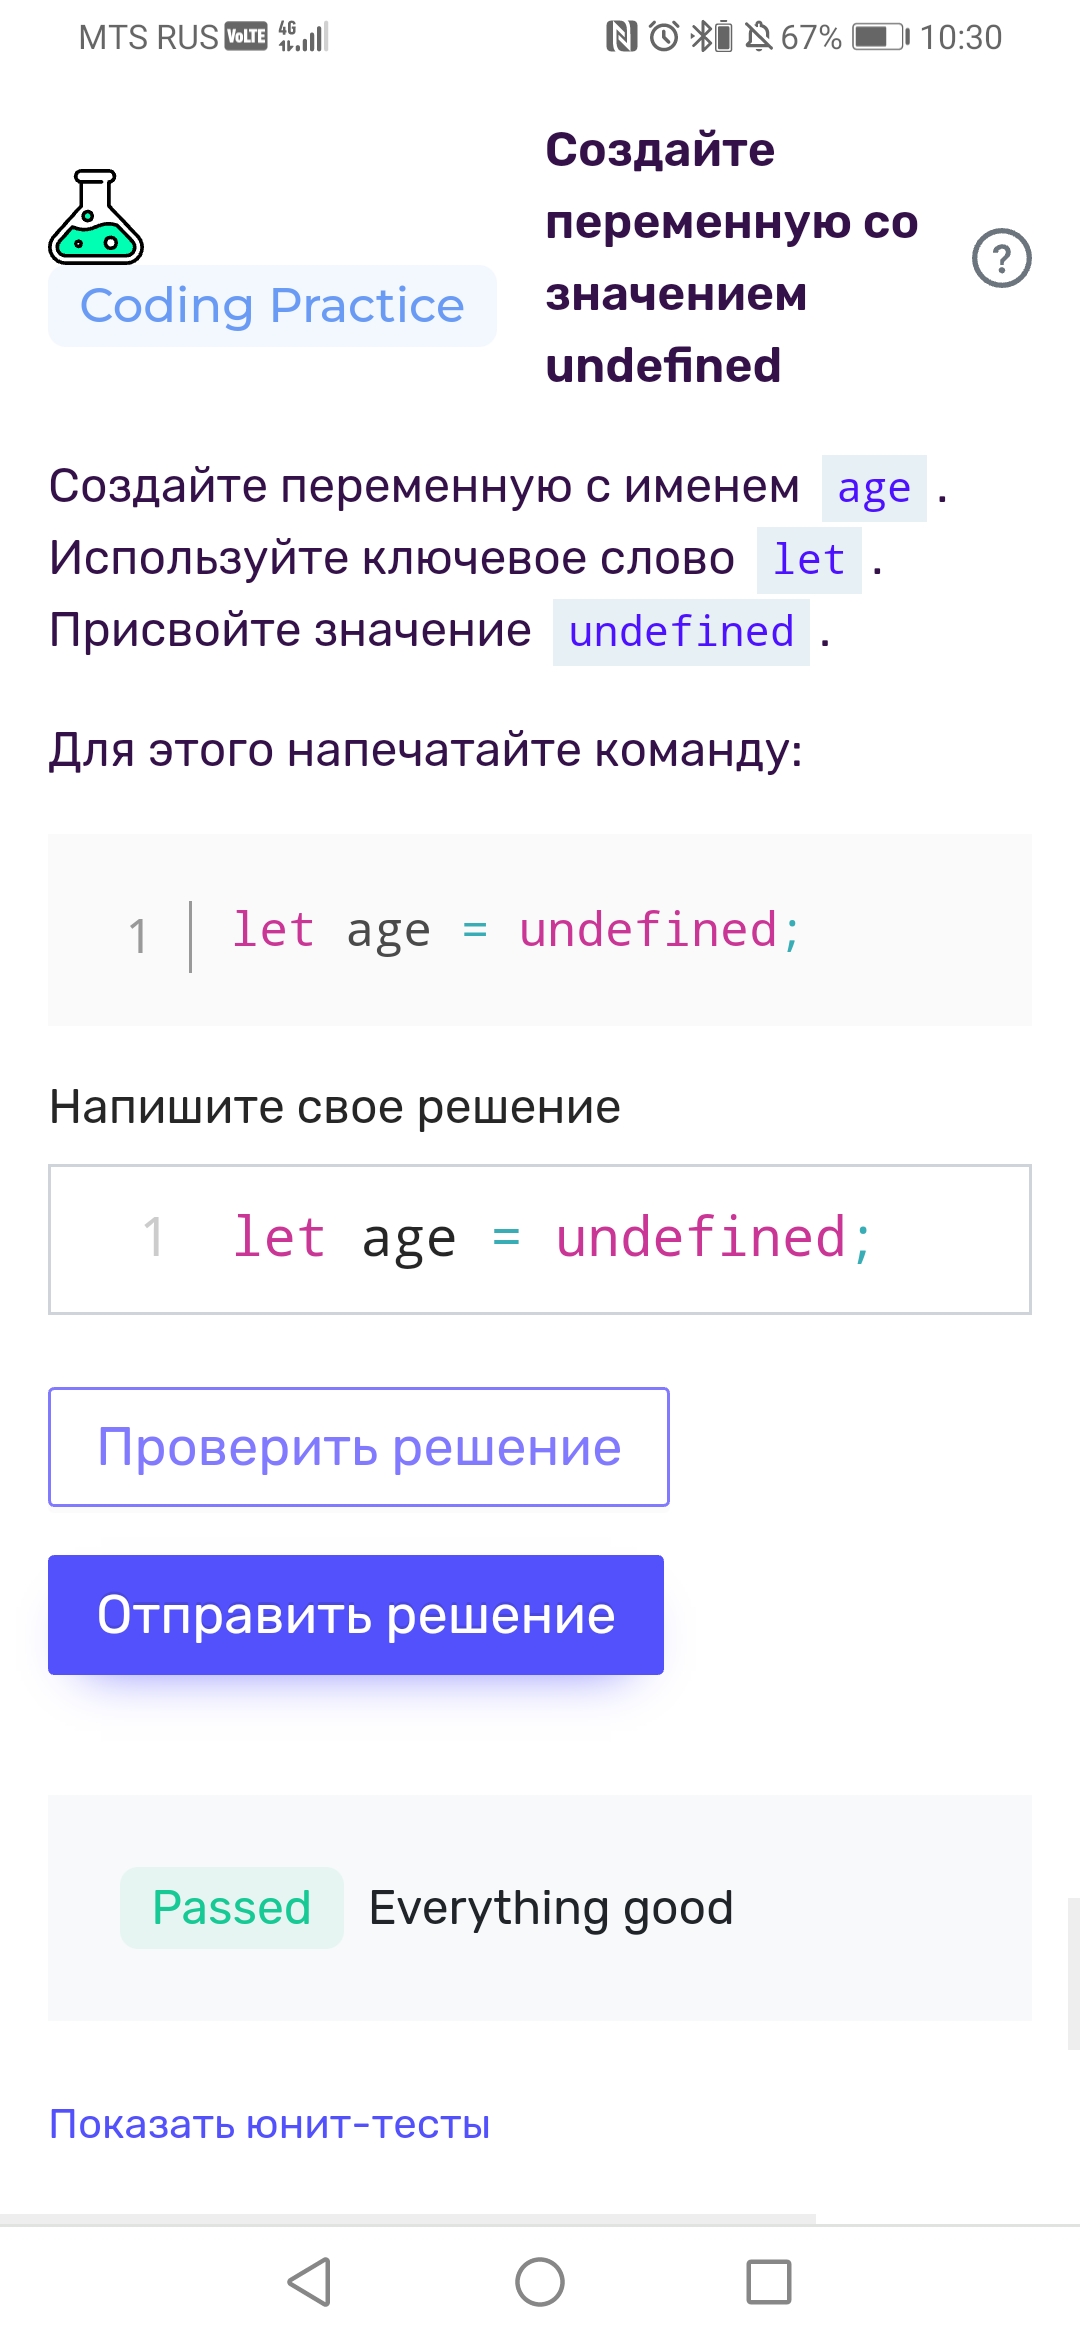 MTS RUS VoLTE 4G 67% 10:30
Создайте
переменную со
значением
undefined
Coding Practice
?
Создайте переменную с именем age .
Используйте ключевое слово let .
Присвойте значение undefined .
Для этого напечатайте команду:
1 let age = undefined;
Напишите свое решение
1 let age = undefined;
Проверить решение
Отправить решение
Passed Everything good
Показать юнит-тесты